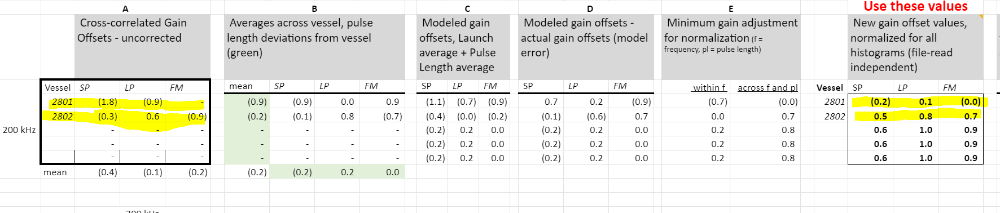 Use these values
A B C D E
Cross-correlated Gain Offsets - uncorrected
Averages across vessel, pulse length deviations from vessel (green)
Modeled gain offsets, Launch average + Pulse Length average
Modeled gain offsets - actual gain offsets (model error)
Minimum gain adjustment for normalization (f = frequency, pl = pulse length)
New gain offset values, normalized for all histograms (file-read independent)
Vessel SP LP FM mean SP LP FM SP LP FM SP LP FM within f across f and pl Vessel SP LP FM
2801 (1.8) (0.9) - (0.9) (0.9) 0.0 0.9 (1.1) (0.7) (0.9) 0.7 0.2 (0.9) (0.7) (0.0) 2801 (0.2) 0.1 (0.0)
2802 (0.3) 0.6 (0.9) (0.2) (0.1) 0.8 (0.7) (0.4) (0.0) (0.2) (0.1) (0.6) 0.7 0.0 0.7 2802 0.5 0.8 0.7
200 kHz - - - - - - - (0.2) 0.2 0.0 (0.2) 0.2 0.0 0.2 0.8 0.6 1.0 0.9
- - - - - - - (0.2) 0.2 0.0 (0.2) 0.2 0.0 0.2 0.8 0.6 1.0 0.9
- - - - - - - (0.2) 0.2 0.0 (0.2) 0.2 0.0 0.2 0.8 0.6 1.0 0.9
mean (0.4) (0.1) (0.2) (0.2) (0.2) 0.2 0.0